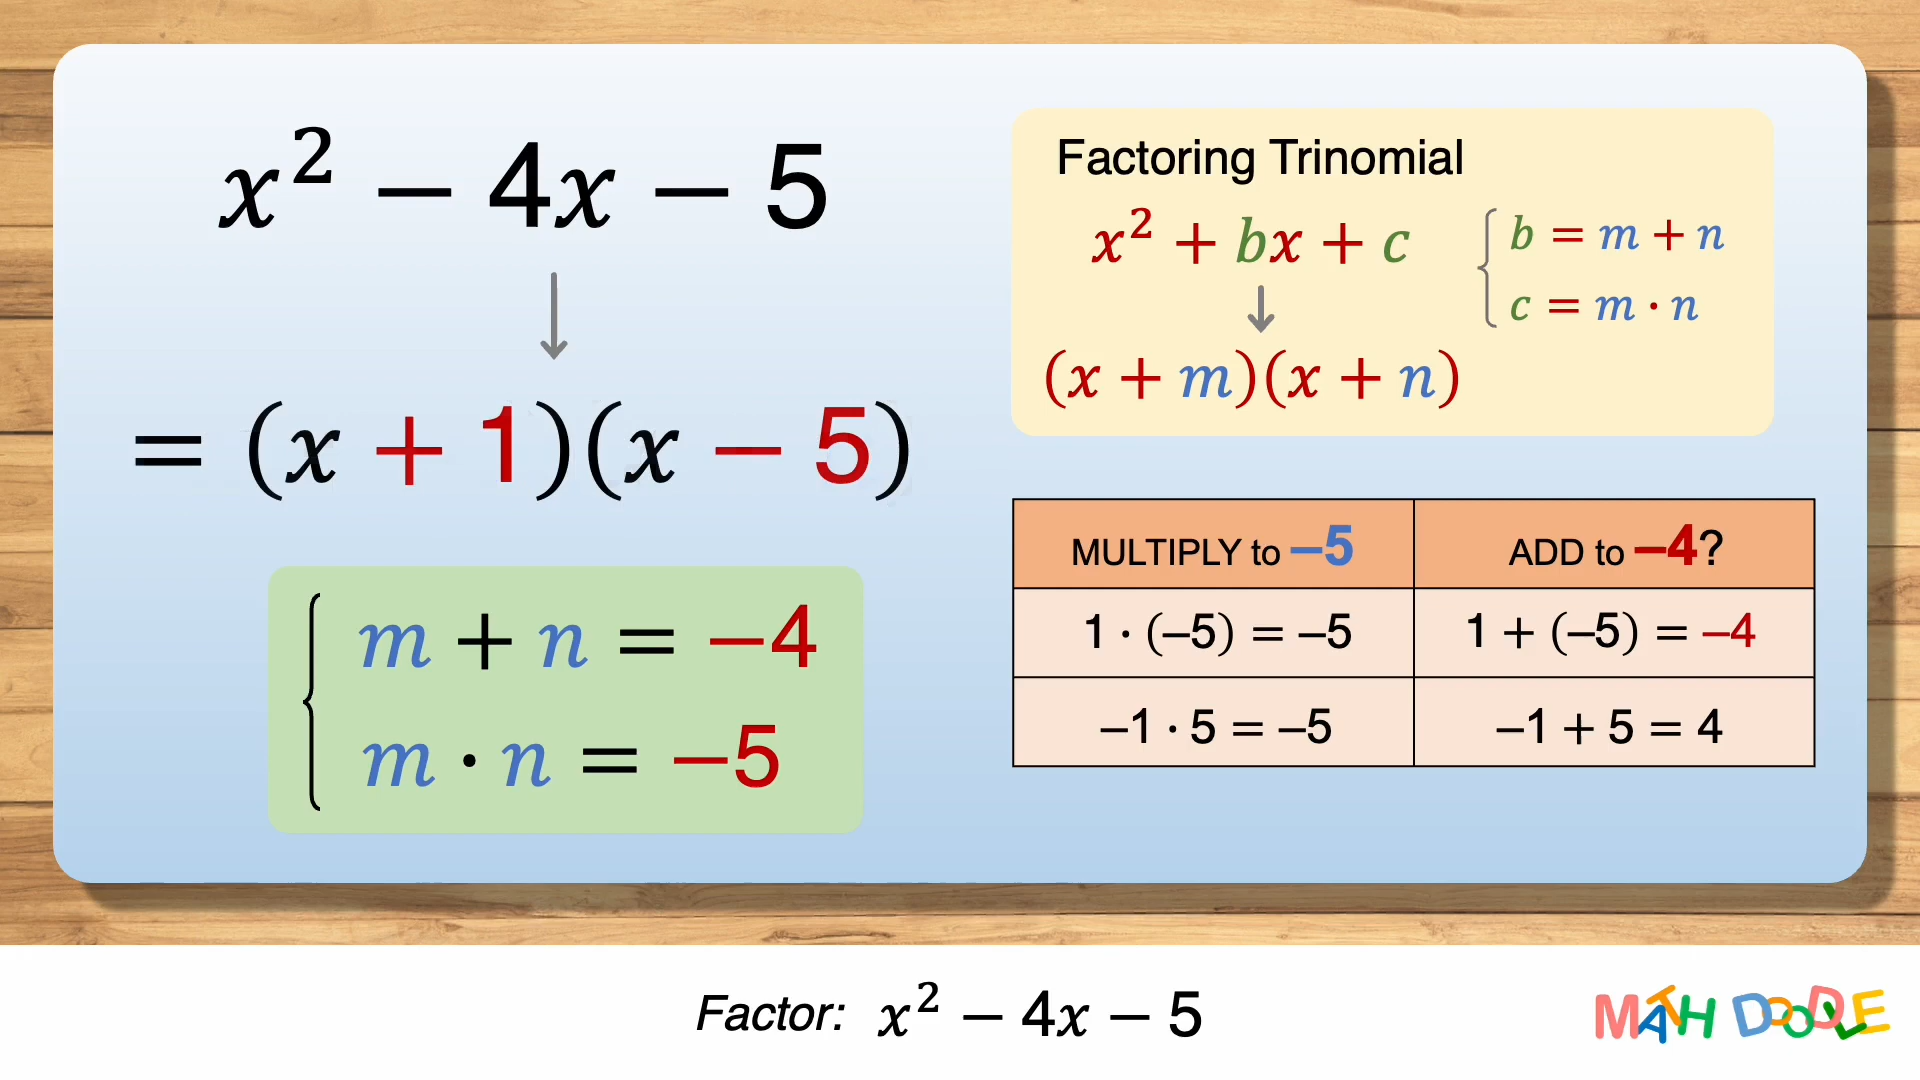 x² – 4x – 5
= (x + 1)(x – 5)
m + n = –4
m · n = –5
Factoring Trinomial
x² + bx + c
b = m + n
c = m · n
(x + m)(x + n)
MULTIPLY to –5 ADD to –4?
1 · (–5) = –5 1 + (–5) = –4
–1 · 5 = –5 –1 + 5 = 4
Factor: x² – 4x – 5
MATH DOODLE